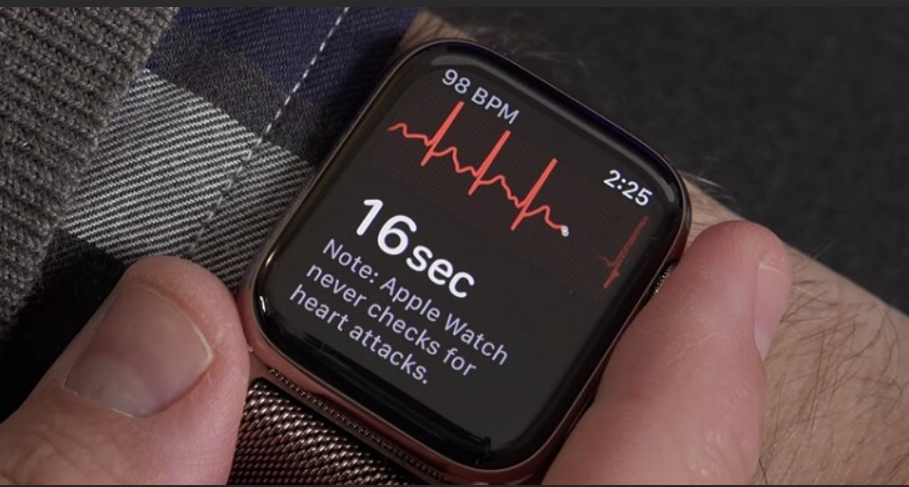 98 BPM
2:25
16sec
Note: Apple Watch
never checks for
heart attacks.